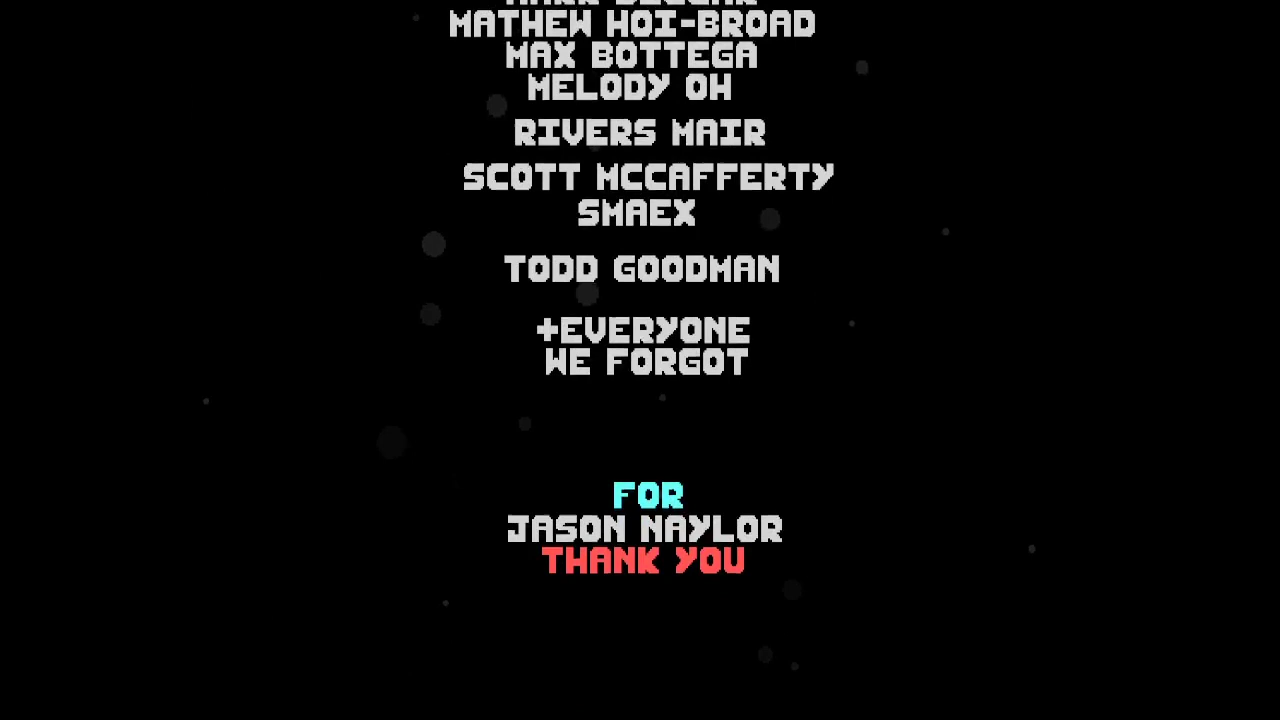 MATHEW HOI-BROAD
MAX BOTTEGA
MELODY OH
RIVERS MAIR
SCOTT MCCAFFERTY
SMAEX
TODD GOODMAN
+EVERYONE
WE FORGOT
FOR
JASON NAYLOR
THANK YOU